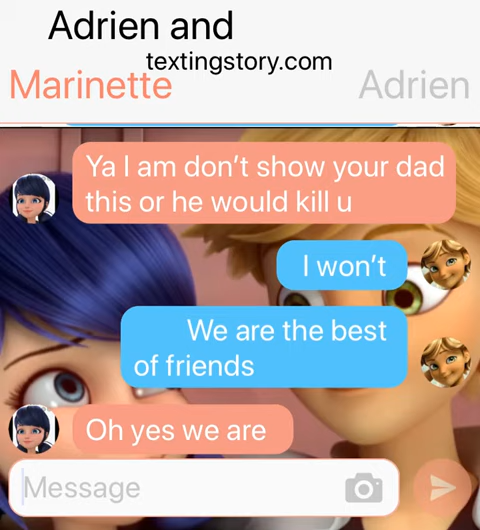 Adrien and
textingstory.com
Marinette Adrien
Ya I am don't show your dad
this or he would kill u
I won't
We are the best
of friends
Oh yes we are
Message